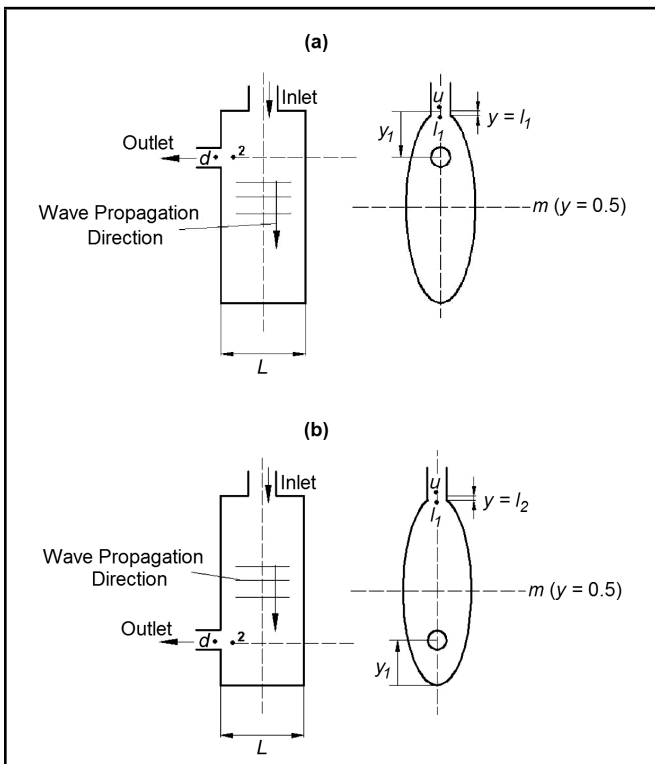 (a)
Inlet
Outlet
d
2
Wave Propagation
Direction
L
u
l₁
y₁
y = l₁
m (y = 0.5)
(b)
Inlet
Wave Propagation
Direction
Outlet
d
2
L
u
l₁
y = l₂
m (y = 0.5)
y₁